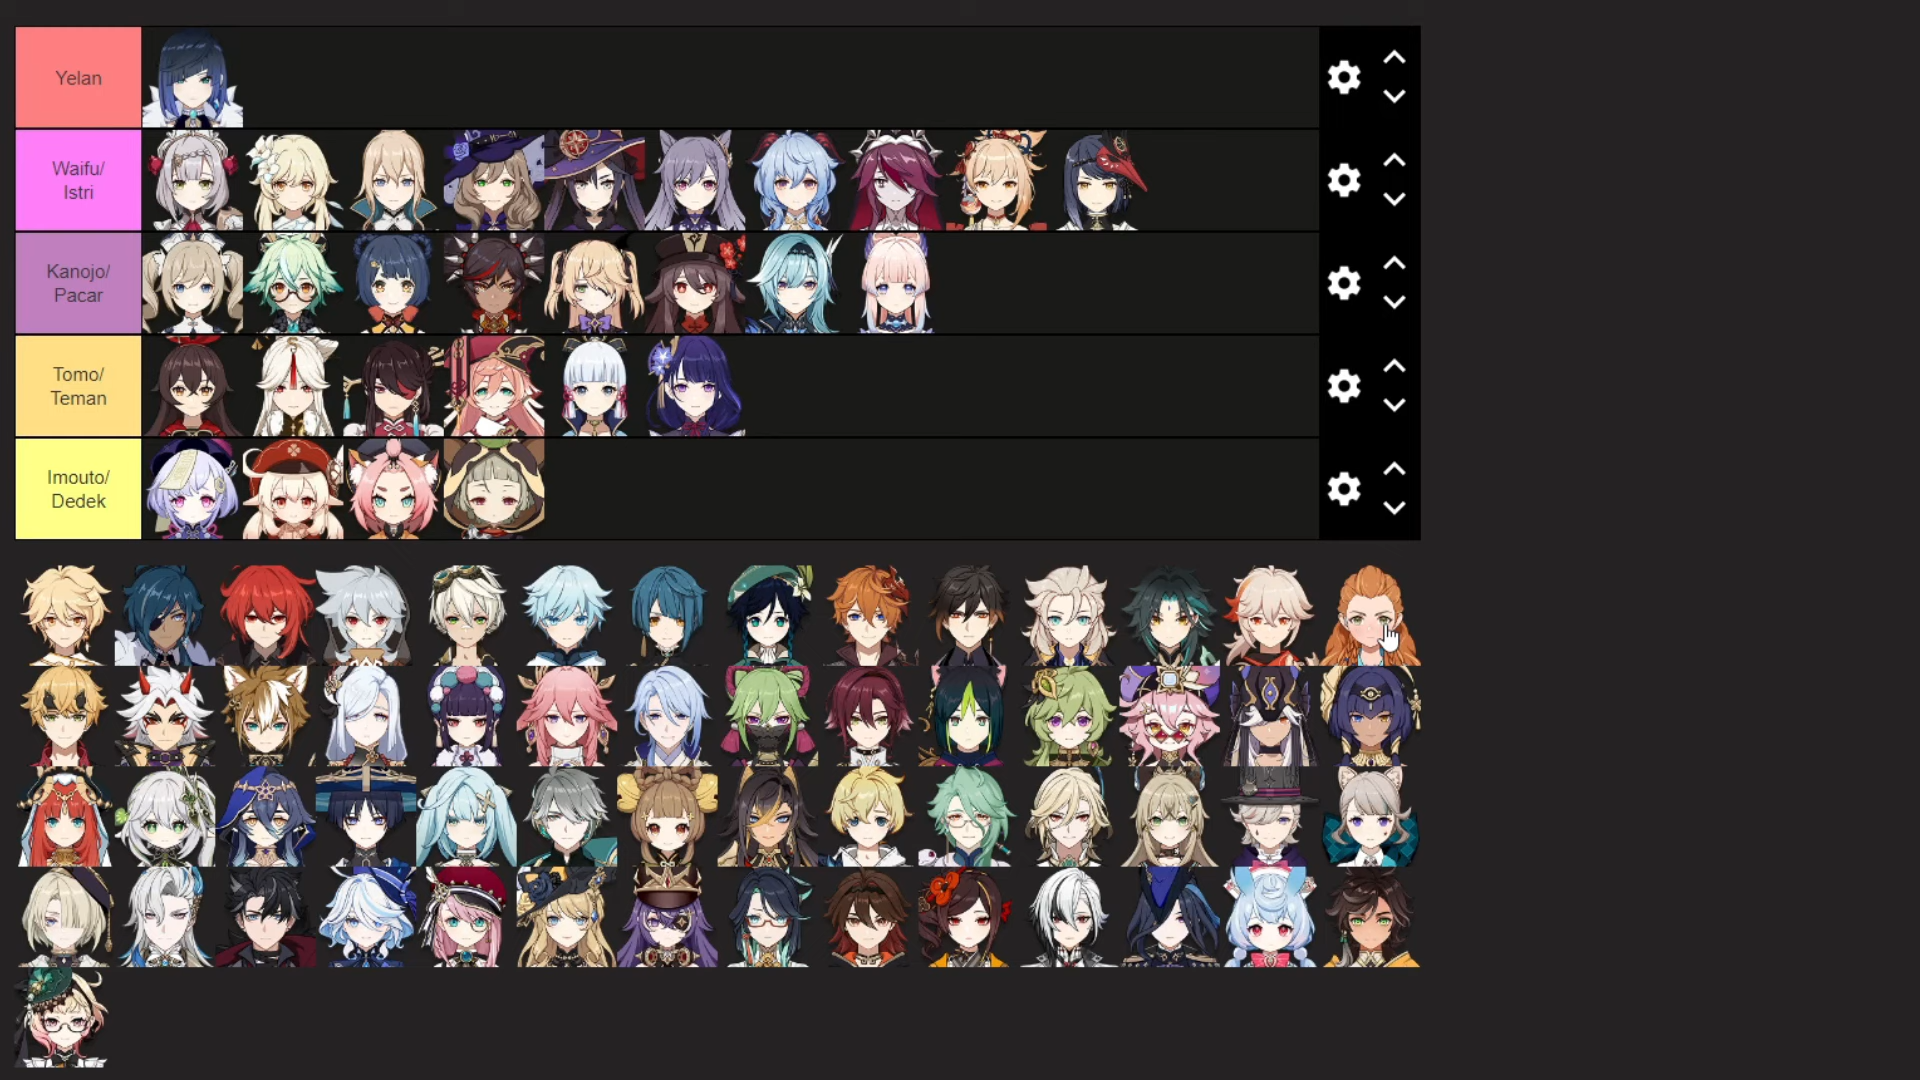 Yelan
Waifu/
Istri
Kanojo/
Pacar
Tomo/
Teman
Imouto/
Dedek